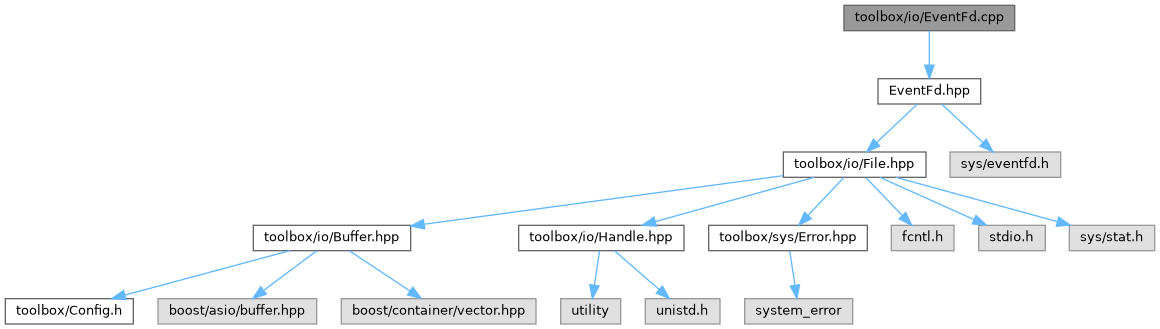 toolbox/io/EventFd.cpp
EventFd.hpp
toolbox/io/File.hpp
sys/eventfd.h
toolbox/io/Buffer.hpp
toolbox/io/Handle.hpp
toolbox/sys/Error.hpp
fcntl.h
stdio.h
sys/stat.h
toolbox/Config.h
boost/asio/buffer.hpp
boost/container/vector.hpp
utility
unistd.h
system_error